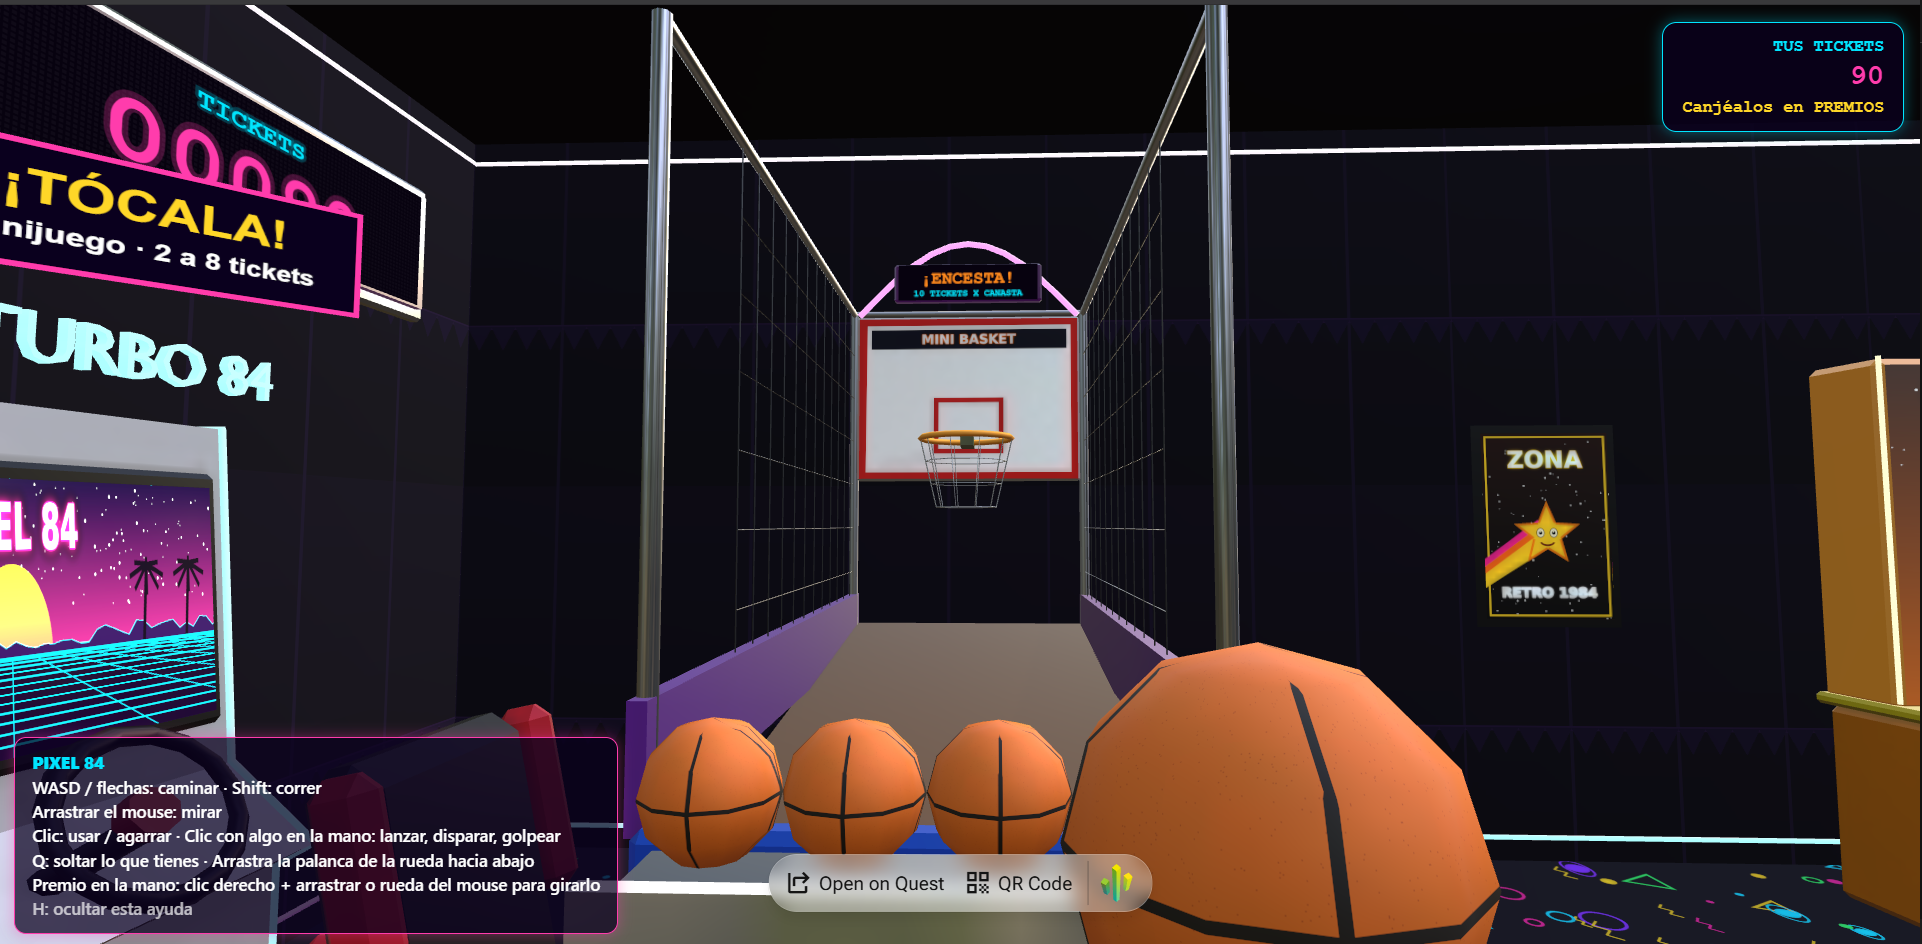 TICKETS
¡TÓCALA!
nijuego · 2 a 8 tickets
TURBO 84
EL 84
¡ENCESTA!
10 TICKETS X CANASTA
MINI BASKET
TUS TICKETS
90
Canjéalos en PREMIOS
ZONA
RETRO 1984
PIXEL 84
WASD / flechas: caminar · Shift: correr
Arrastrar el mouse: mirar
Clic: usar / agarrar · Clic con algo en la mano: lanzar, disparar, golpear
Q: soltar lo que tienes · Arrastra la palanca de la rueda hacia abajo
Premio en la mano: clic derecho + arrastrar o rueda del mouse para girarlo
H: ocultar esta ayuda
Open on Quest
QR Code